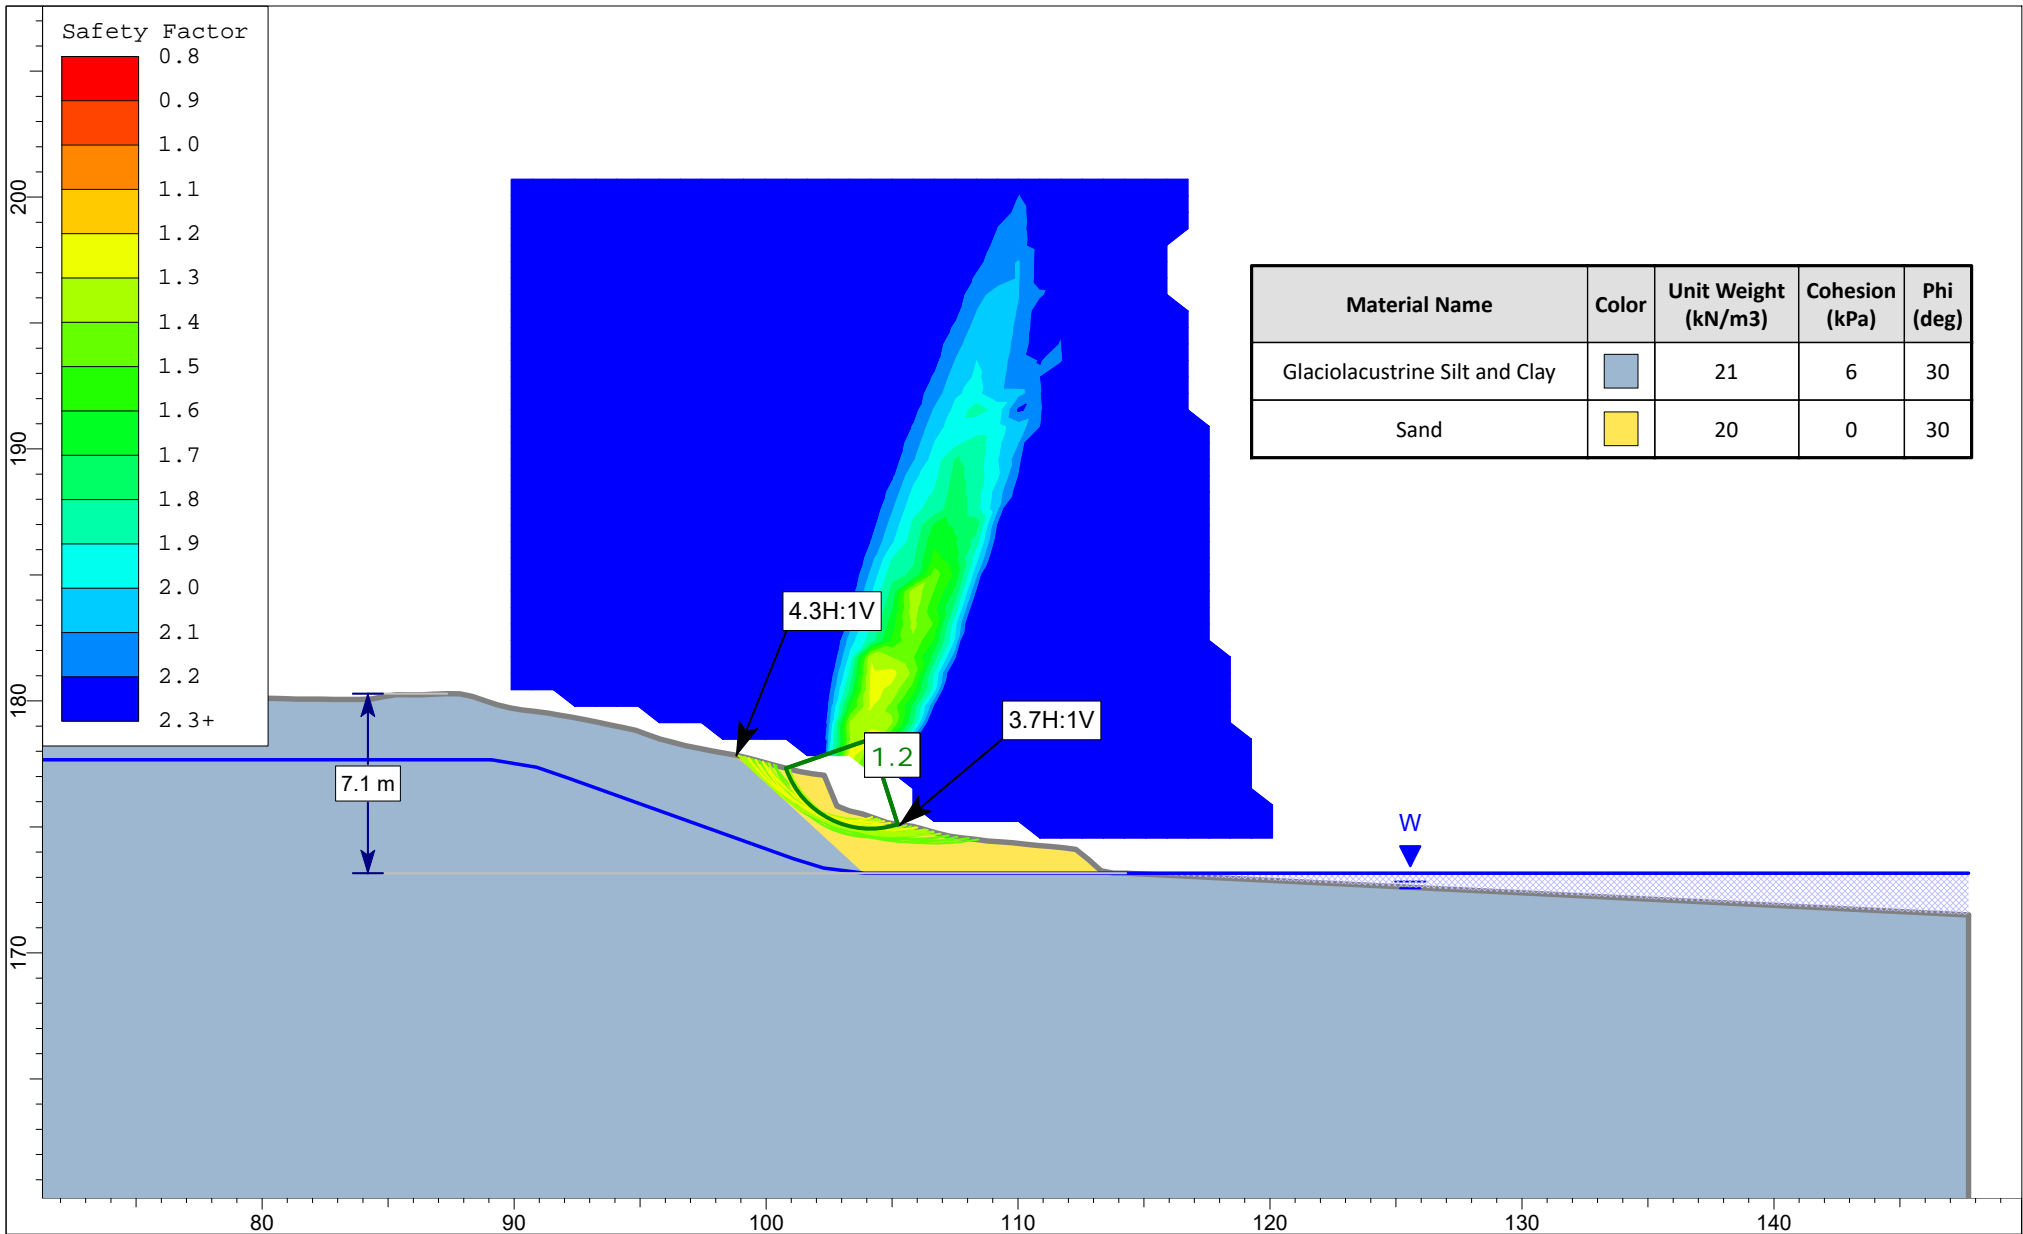 Safety Factor
0.8
0.9
1.0
1.1
1.2
1.3
1.4
1.5
1.6
1.7
1.8
1.9
2.0
2.1
2.2
2.3+
200
190
180
170
Material Name Color Unit Weight (kN/m3) Cohesion (kPa) Phi (deg)
Glaciolacustrine Silt and Clay 21 6 30
Sand 20 0 30
4.3H:1V
3.7H:1V
1.2
7.1 m
W
80 90 100 110 120 130 140